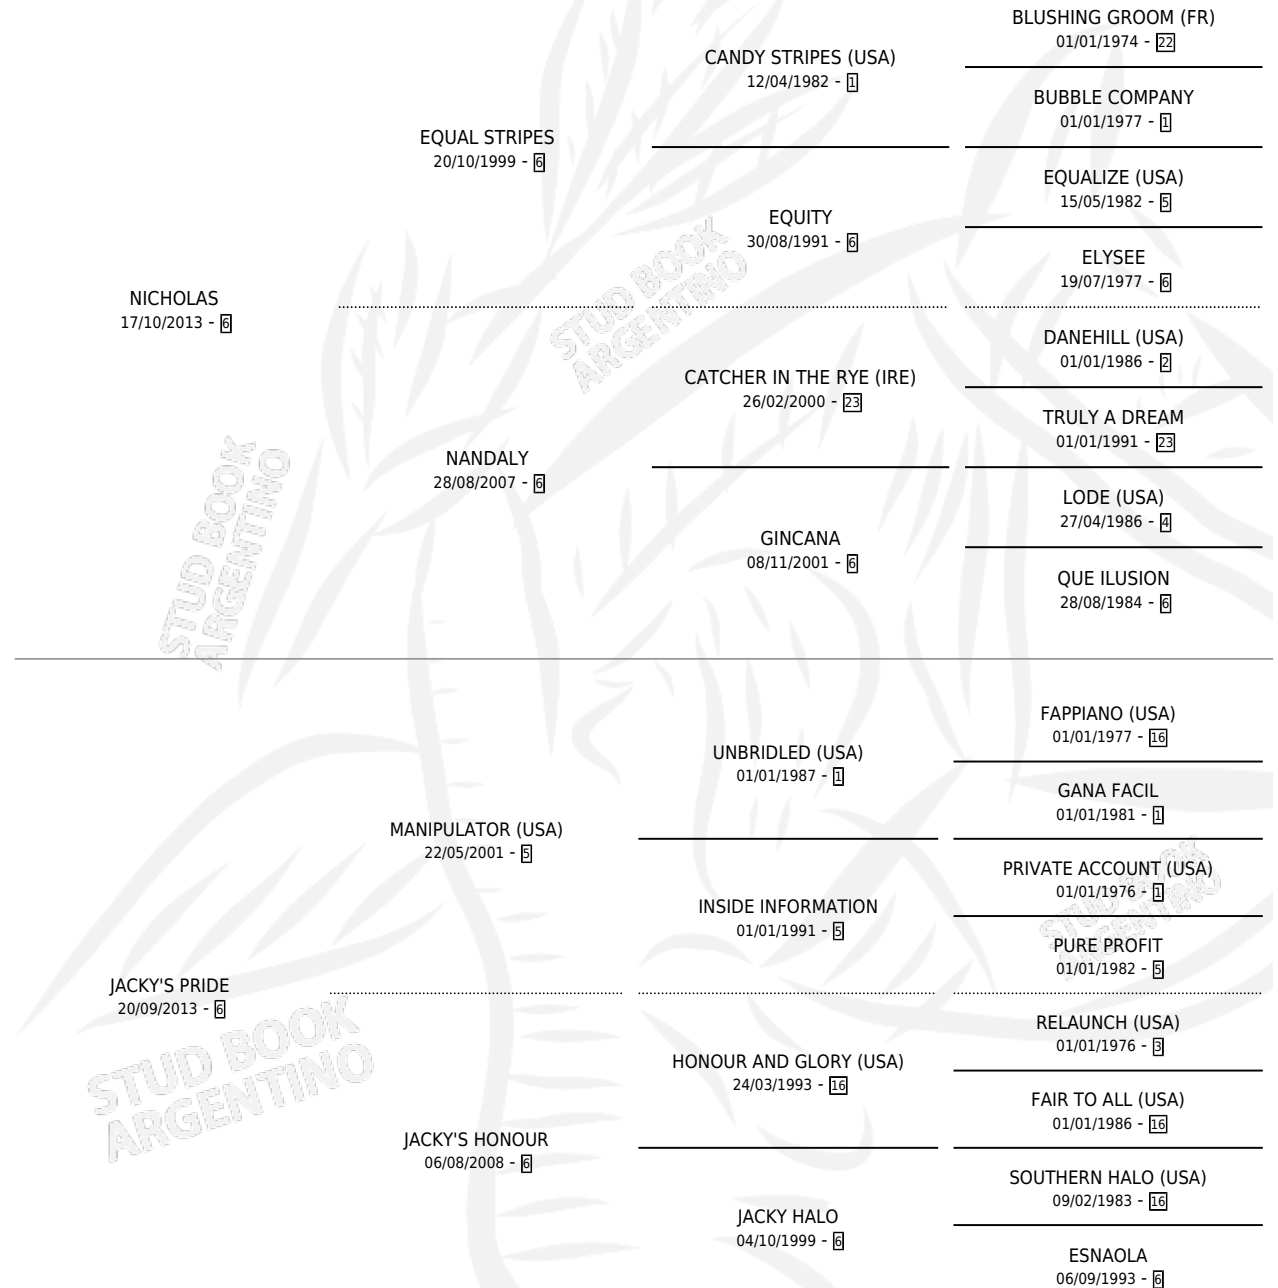 BLUSHING GROOM (FR)
01/01/1974 - 22
CANDY STRIPES (USA)
12/04/1982 - 1
BUBBLE COMPANY
01/01/1977 - 1
EQUAL STRIPES
20/10/1999 - 6
EQUALIZE (USA)
15/05/1982 - 5
EQUITY
30/08/1991 - 6
ELYSEE
19/07/1977 - 6
NICHOLAS
17/10/2013 - 6
DANEHILL (USA)
01/01/1986 - 2
CATCHER IN THE RYE (IRE)
26/02/2000 - 23
TRULY A DREAM
01/01/1991 - 23
NANDALY
28/08/2007 - 6
LODE (USA)
27/04/1986 - 4
GINCANA
08/11/2001 - 6
QUE ILUSION
28/08/1984 - 6
STUD BOOK
ARGENTINO
STUD BOOK
ARGENTINO
FAPPIANO (USA)
01/01/1977 - 16
UNBRIDLED (USA)
01/01/1987 - 1
GANA FACIL
01/01/1981 - 1
MANIPULATOR (USA)
22/05/2001 - 5
PRIVATE ACCOUNT (USA)
01/01/1976 - 1
INSIDE INFORMATION
01/01/1991 - 5
PURE PROFIT
01/01/1982 - 5
STUD BOOK
ARGENTINO
JACKY'S PRIDE
20/09/2013 - 6
RELAUNCH (USA)
01/01/1976 - 3
HONOUR AND GLORY (USA)
24/03/1993 - 16
FAIR TO ALL (USA)
01/01/1986 - 16
STUD BOOK
ARGENTINO
JACKY'S HONOUR
06/08/2008 - 6
SOUTHERN HALO (USA)
09/02/1983 - 16
JACKY HALO
04/10/1999 - 6
ESNAOLA
06/09/1993 - 6